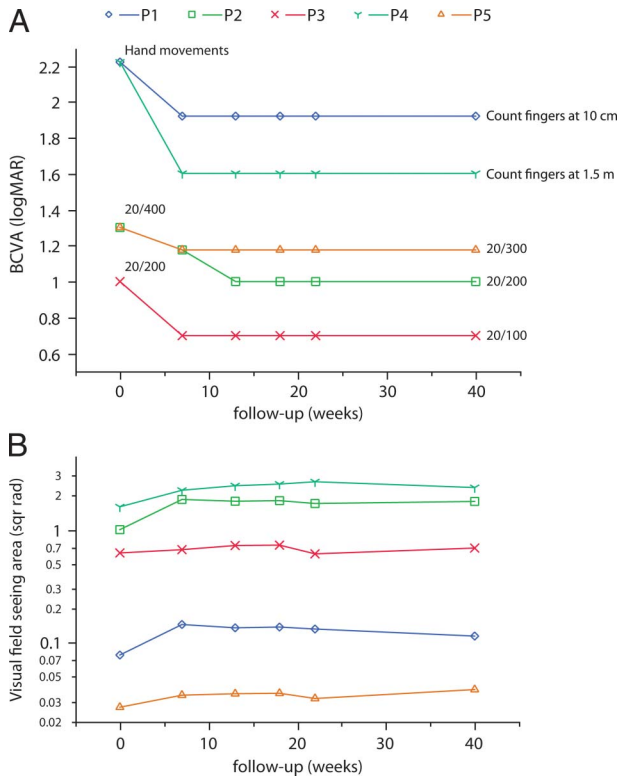 A
P1 P2 P3 P4 P5
Hand movements
2.2
2
Count fingers at 10 cm
1.8
1.6
Count fingers at 1.5 m
1.4
20/400
1.2
20/300
20/200
1
20/200
0.8
20/100
0.6
BCVA (logMAR)
0 10 20 30 40
follow-up (weeks)
B
3
2
1
0.7
0.5
0.3
0.2
0.1
0.07
0.05
0.03
0.02
Visual field seeing area (sqr rad)
0 10 20 30 40
follow-up (weeks)